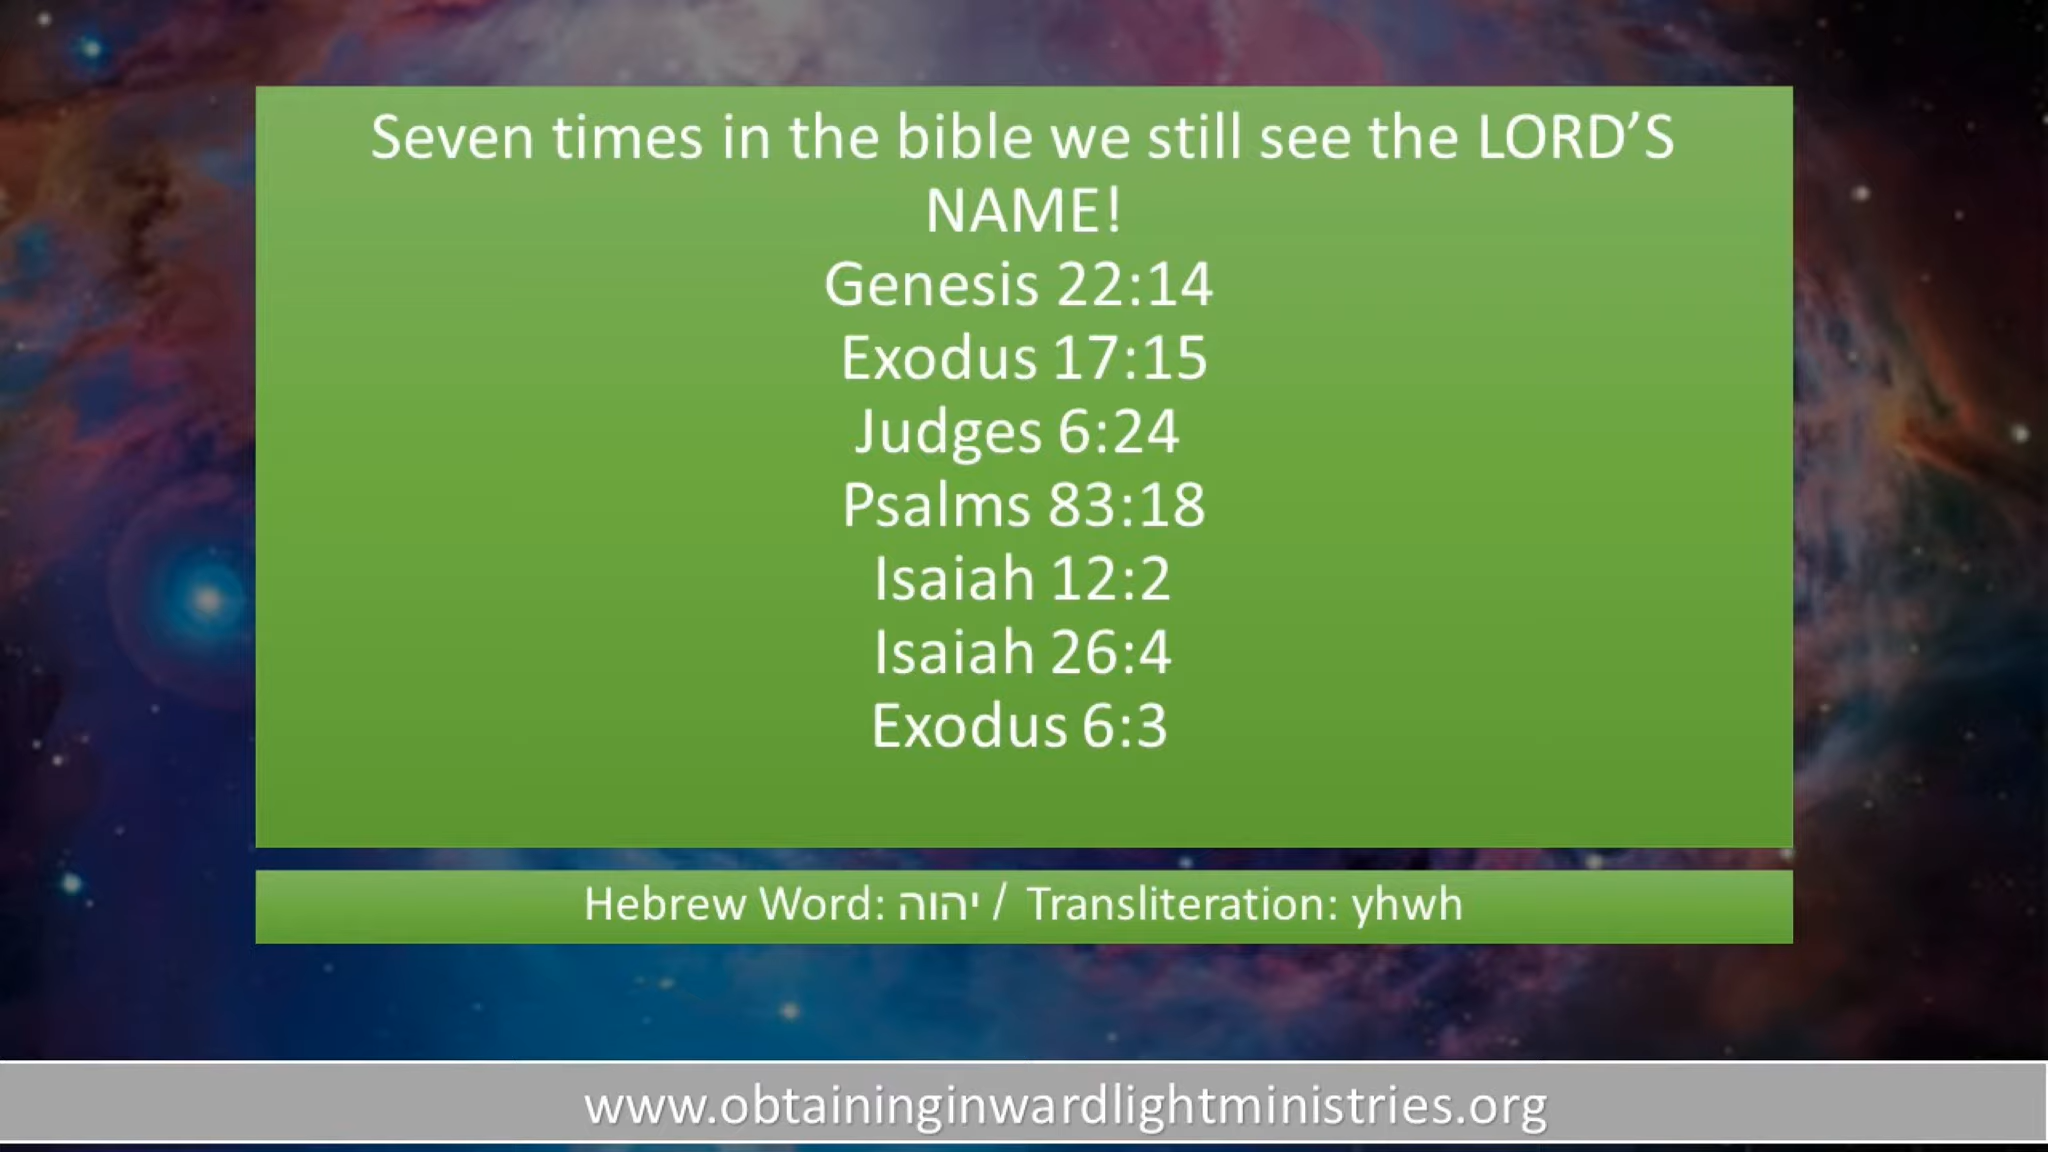 Seven times in the bible we still see the LORD’S
NAME!
Genesis 22:14
Exodus 17:15
Judges 6:24
Psalms 83:18
Isaiah 12:2
Isaiah 26:4
Exodus 6:3
Hebrew Word: יהוה / Transliteration: yhwh
www.obtaininginwardlightministries.org